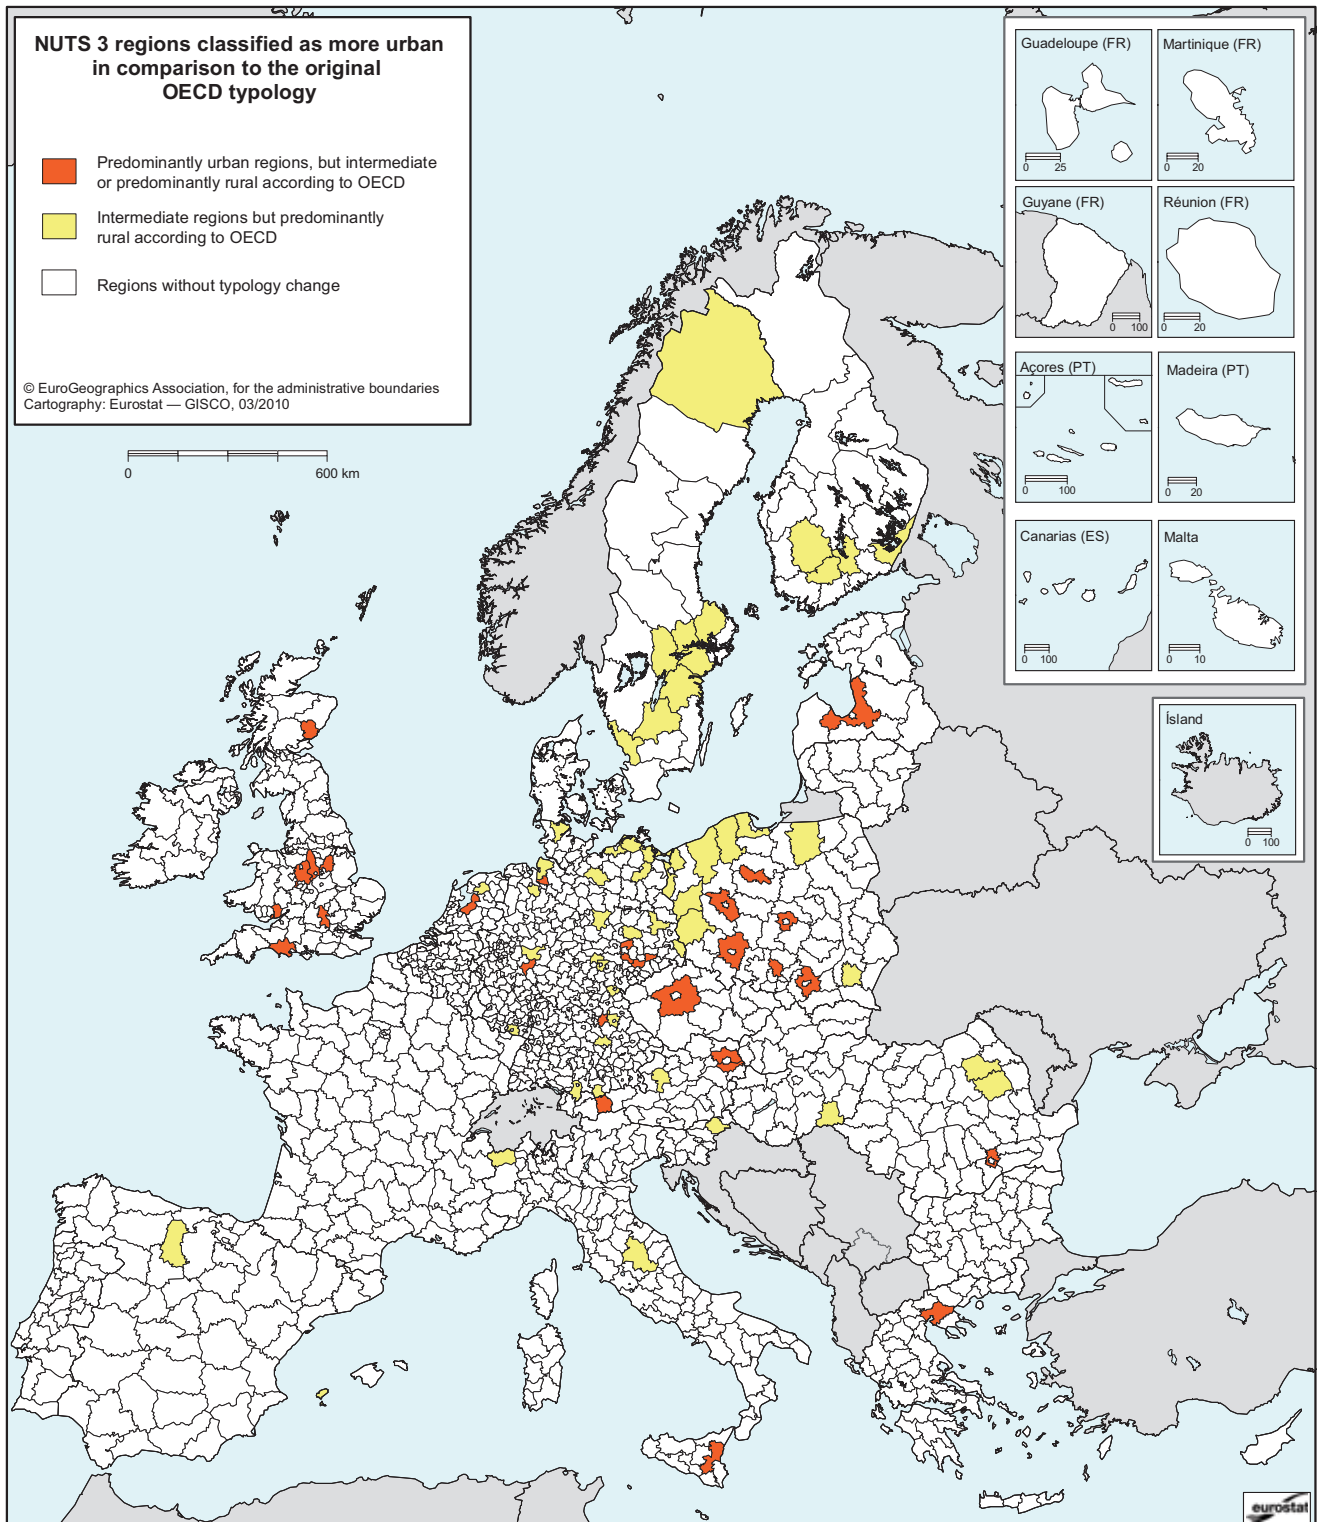 NUTS 3 regions classified as more urban
in comparison to the original
OECD typology
Predominantly urban regions, but intermediate
or predominantly rural according to OECD
Intermediate regions but predominantly
rural according to OECD
Regions without typology change
© EuroGeographics Association, for the administrative boundaries
Cartography: Eurostat — GISCO, 03/2010
0 600 km
Guadeloupe (FR)
0 25
Martinique (FR)
0 20
Guyane (FR)
0 100
Réunion (FR)
0 20
Açores (PT)
0 100
Madeira (PT)
0 20
Canarias (ES)
0 100
Malta
0 10
Ísland
0 100
eurostat